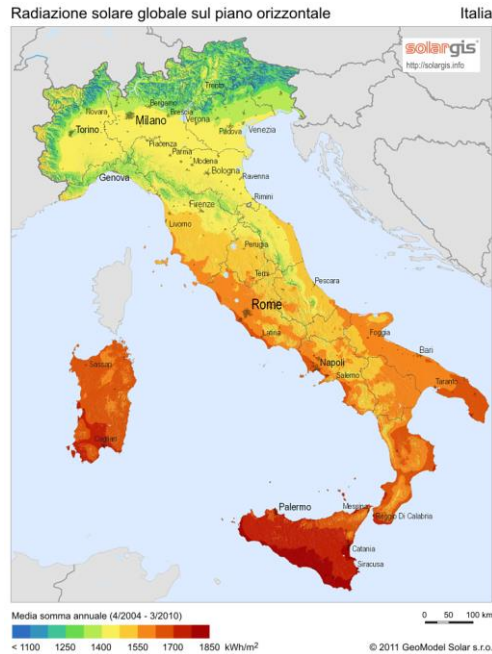 Radiazione solare globale sul piano orizzontale
Italia
solargis
http://solargis.info
Trento
Bergamo
Novara
Brescia
Milano
Verona
Venezia
Torino
Padova
Piacenza
Parma
Modena
Genova
Bologna
Ravenna
Rimini
Firenze
Livorno
Perugia
Terni
Pescara
Rome
Latina
Foggia
Bari
Napoli
Sassari
Salerno
Taranto
Cagliari
Palermo
Messina
Reggio Di Calabria
Catania
Siracusa
Media somma annuale (4/2004 - 3/2010)
0 50 100 km
< 1100 1250 1400 1550 1700 1850 kWh/m²
© 2011 GeoModel Solar s.r.o.